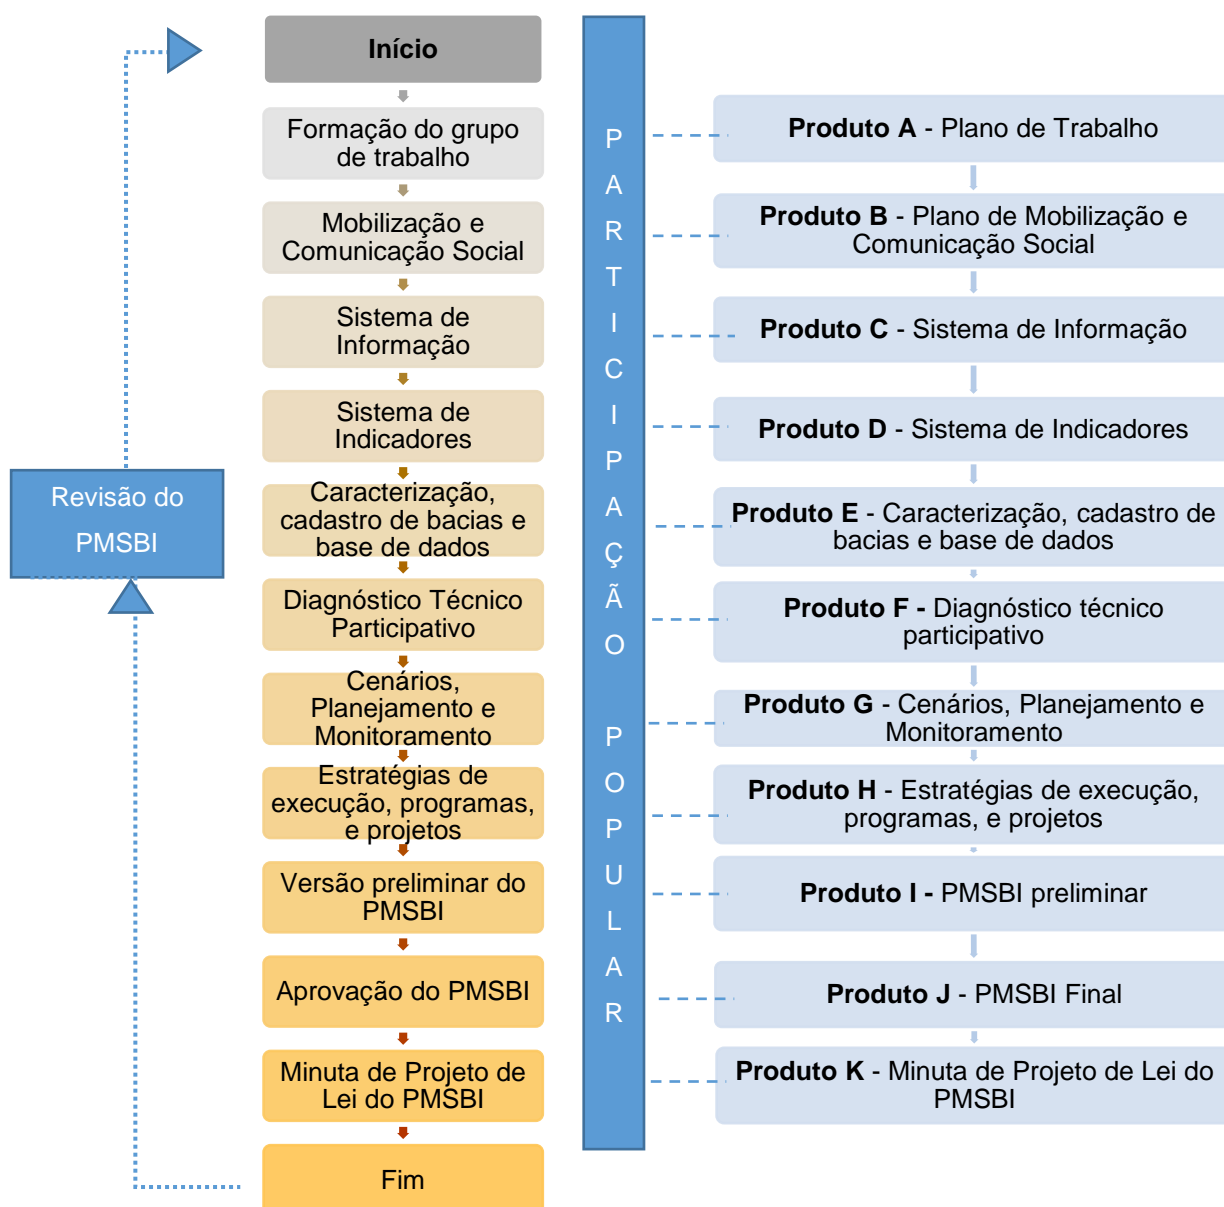 Início
Formação do grupo
de trabalho
Mobilização e
Comunicação Social
Sistema de
Informação
Sistema de
Indicadores
Caracterização,
cadastro de bacias e
base de dados
Diagnóstico Técnico
Participativo
Cenários,
Planejamento e
Monitoramento
Estratégias de
execução, programas,
e projetos
Versão preliminar do
PMSBI
Aprovação do PMSBI
Minuta de Projeto de
Lei do PMSBI
Fim
Revisão do
PMSBI
PARTICIPAÇÃO POPULAR
Produto A - Plano de Trabalho
Produto B - Plano de Mobilização e
Comunicação Social
Produto C - Sistema de Informação
Produto D - Sistema de Indicadores
Produto E - Caracterização, cadastro de
bacias e base de dados
Produto F - Diagnóstico técnico
participativo
Produto G - Cenários, Planejamento e
Monitoramento
Produto H - Estratégias de execução,
programas, e projetos
Produto I - PMSBI preliminar
Produto J - PMSBI Final
Produto K - Minuta de Projeto de Lei do
PMSBI